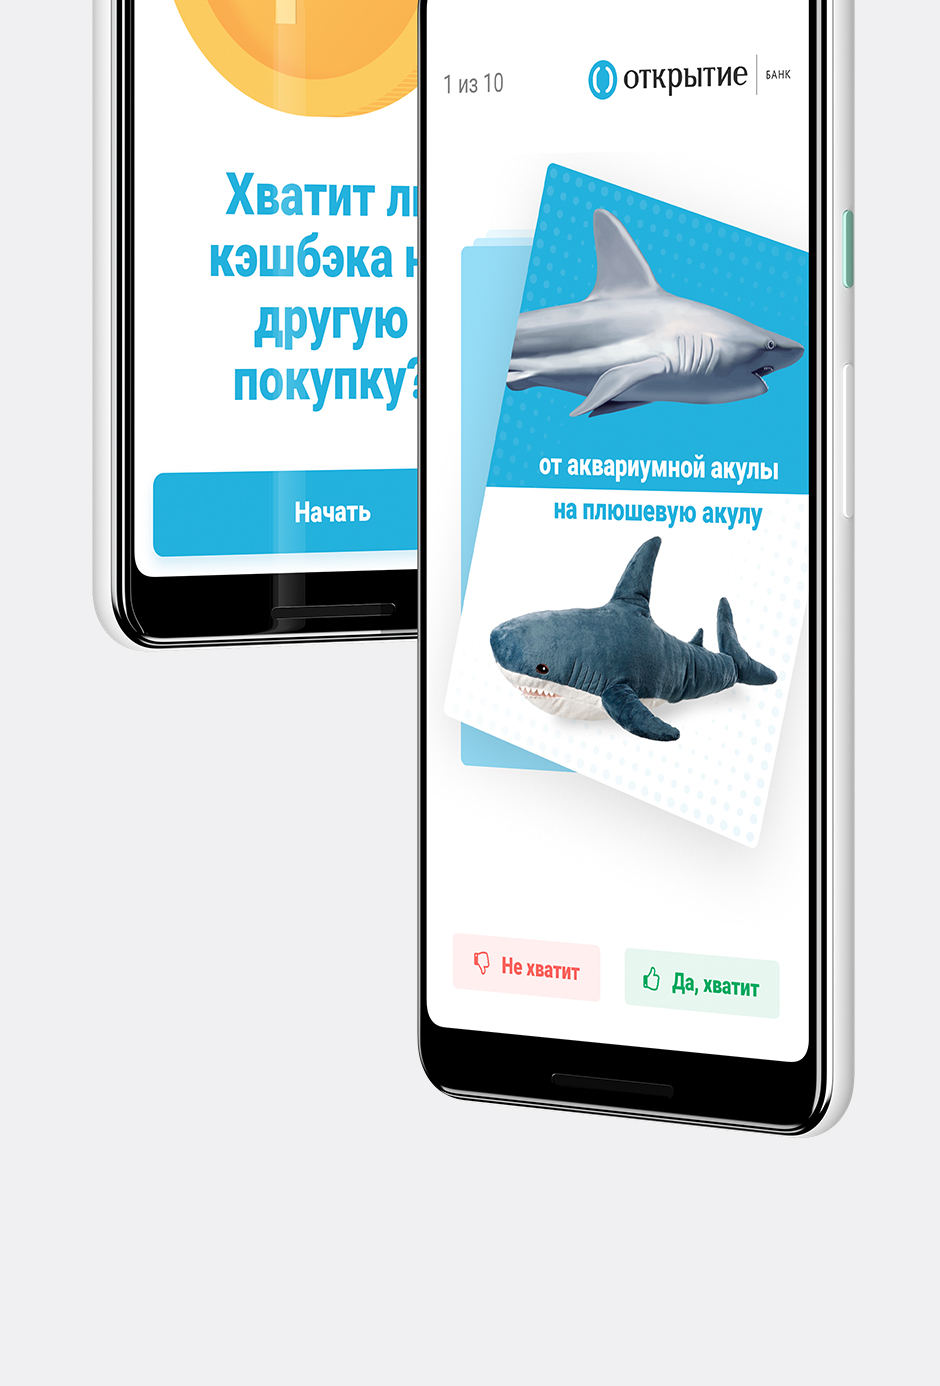 Хватит
кэшбэка
другую
покупку?
Начать
1 из 10
открытие БАНК
от аквариумной акулы
на плюшевую акулу
Не хватит
Да, хватит